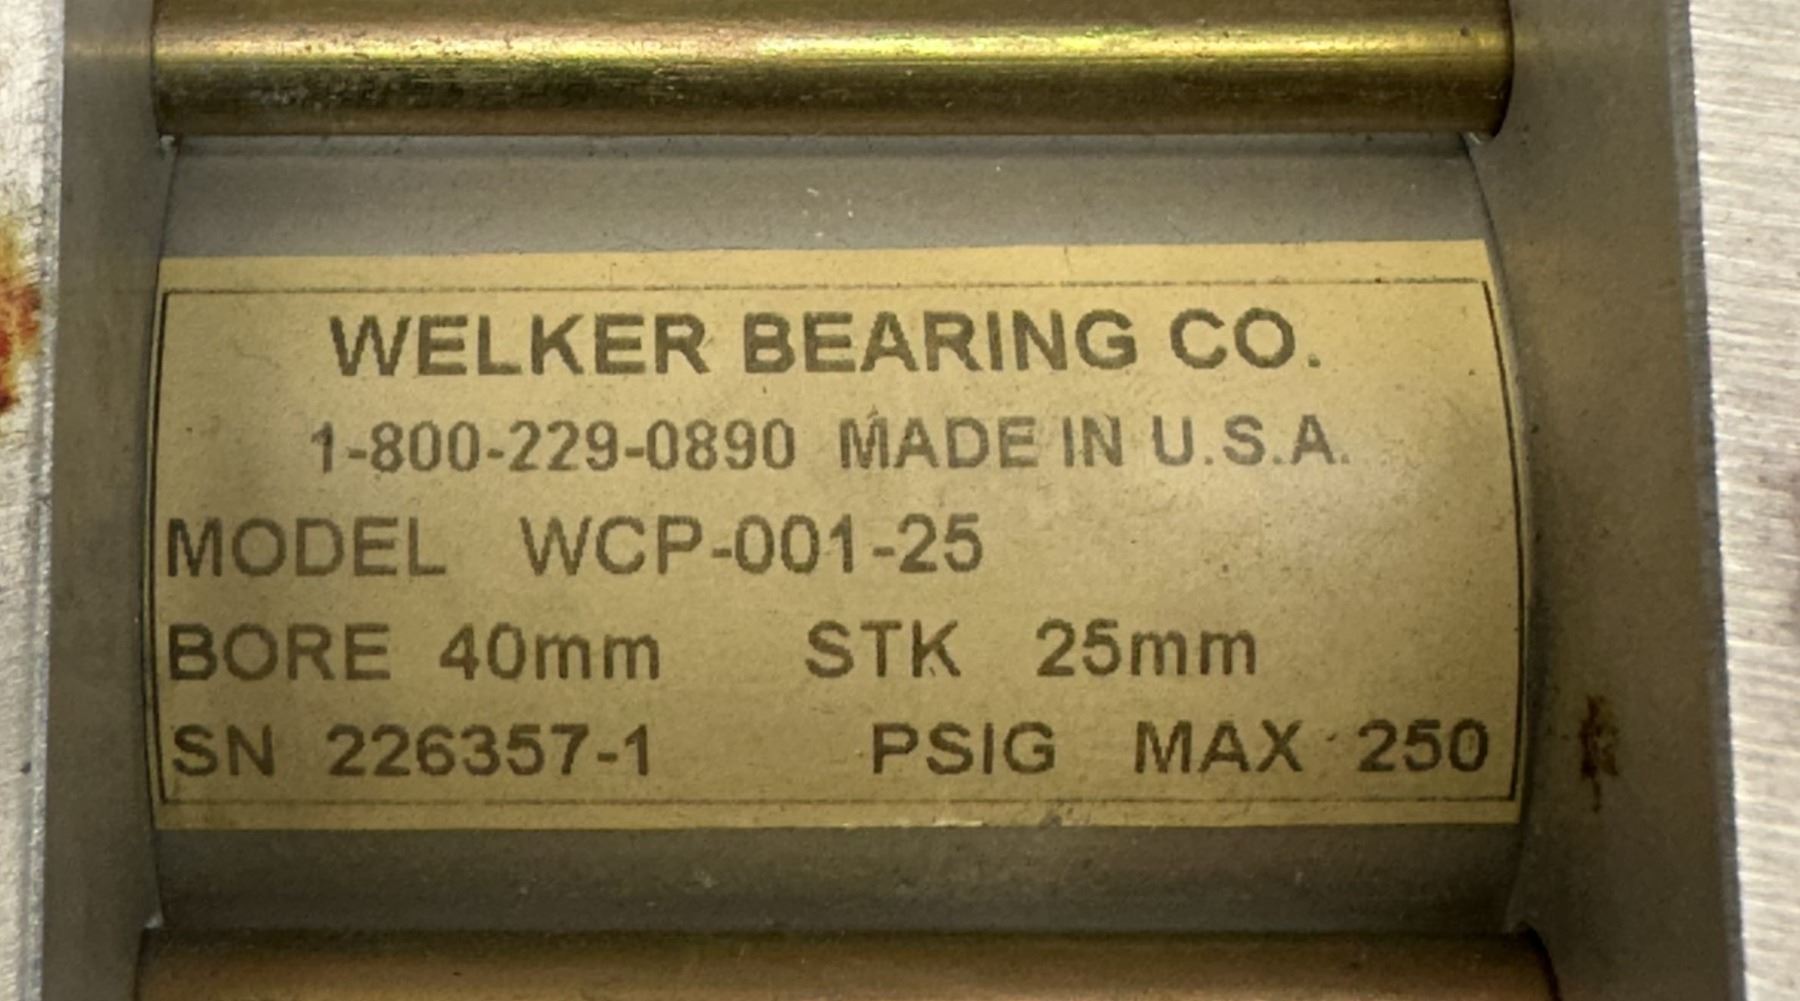 WELKER BEARING CO.
1-800-229-0890 MADE IN U.S.A.
MODEL WCP-001-25
BORE 40mm STK 25mm
SN 226357-1 PSIG MAX 250